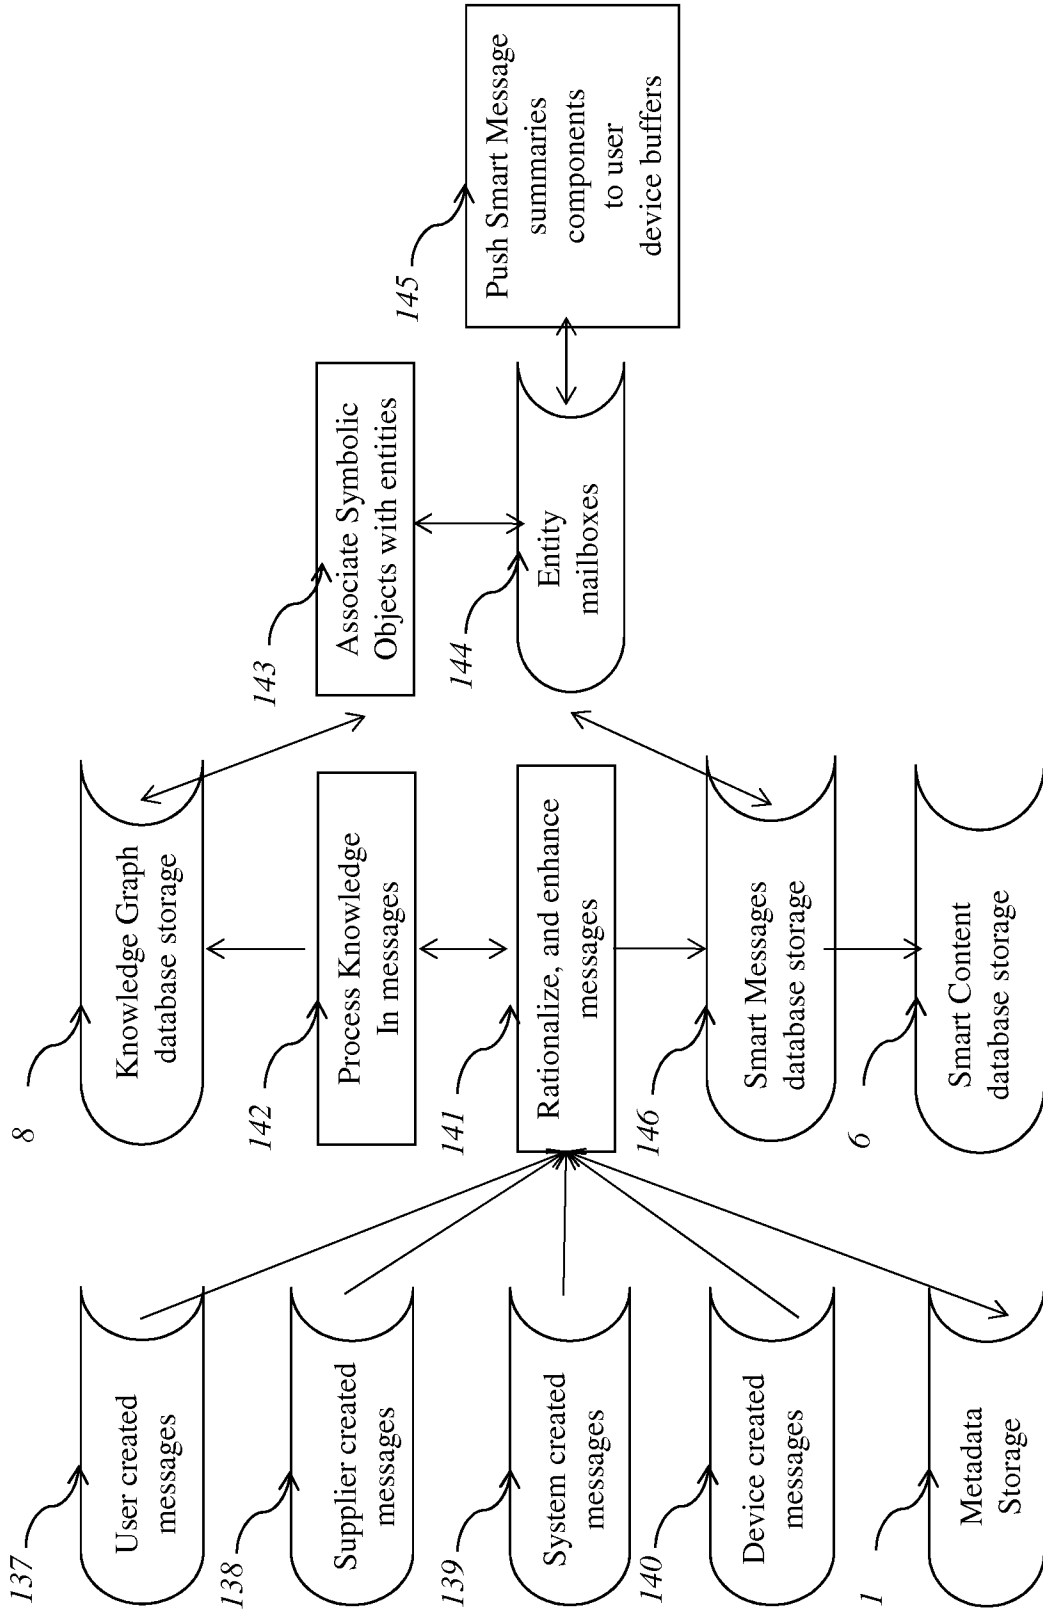 137
User created
messages
138
Supplier created
messages
139
System created
messages
140
Device created
messages
1
Metadata
Storage
8
Knowledge Graph
database storage
142
Process Knowledge
In messages
141
Rationalize, and enhance
messages
146
Smart Messages
database storage
6
Smart Content
database storage
143
Associate Symbolic
Objects with entities
144
Entity
mailboxes
145
Push Smart Message
summaries
components
to user
device buffers